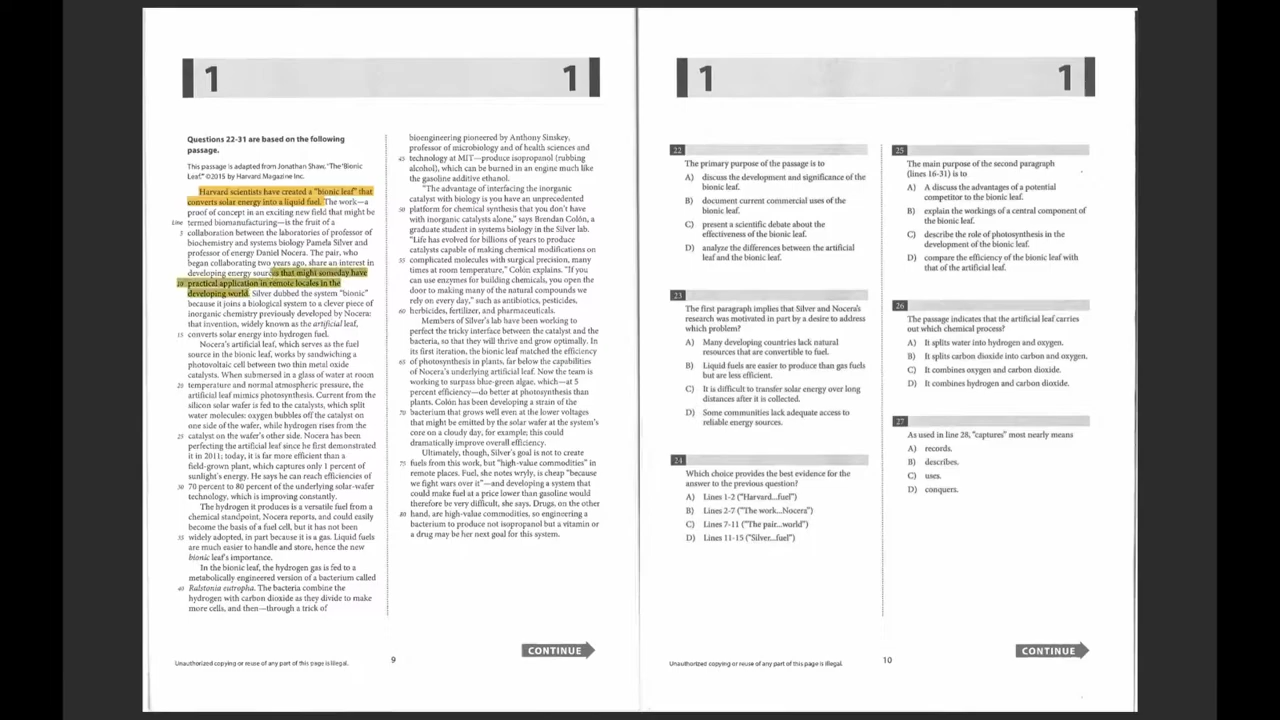 1
1
Questions 22-31 are based on the following
passage.
This passage is adapted from Jonathan Shaw, "The Bionic
Leaf." ©2015 by Harvard Magazine Inc.
Harvard scientists have created a "bionic leaf" that
converts solar energy into a liquid fuel. The work—a
proof of concept in an exciting new field that might be
Line termed biomanufacturing—is the fruit of a
5 collaboration between the laboratories of professor of
biochemistry and systems biology Pamela Silver and
professor of energy Daniel Nocera. The pair, who
began collaborating two years ago, share an interest in
developing energy sources that might someday have
10 practical application in remote locales in the
developing world. Silver dubbed the system "bionic"
because it joins a biological system to a clever piece of
inorganic chemistry previously developed by Nocera:
that invention, widely known as the artificial leaf,
15 converts solar energy into hydrogen fuel.
Nocera's artificial leaf, which serves as the fuel
source in the bionic leaf, works by sandwiching a
photovoltaic cell between two thin metal oxide
catalysts. When submersed in a glass of water at room
20 temperature and normal atmospheric pressure, the
artificial leaf mimics photosynthesis. Current from the
silicon solar wafer is fed to the catalysts, which split
water molecules: oxygen bubbles off the catalyst on
one side of the wafer, while hydrogen rises from the
25 catalyst on the wafer's other side. Nocera has been
perfecting the artificial leaf since he first demonstrated
it in 2011; today, it is far more efficient than a
field-grown plant, which captures only 1 percent of
sunlight's energy. He says he can reach efficiencies of
30 70 percent to 80 percent of the underlying solar-wafer
technology, which is improving constantly.
The hydrogen it produces is a versatile fuel from a
chemical standpoint, Nocera reports, and could easily
become the basis of a fuel cell, but it has not been
35 widely adopted, in part because it is a gas. Liquid fuels
are much easier to handle and store, hence the new
bionic leaf's importance.
In the bionic leaf, the hydrogen gas is fed to a
metabolically engineered version of a bacterium called
40 Ralstonia eutropha. The bacteria combine the
hydrogen with carbon dioxide as they divide to make
more cells, and then—through a trick of
bioengineering pioneered by Anthony Sinskey,
professor of microbiology and of health sciences and
45 technology at MIT—produce isopropanol (rubbing
alcohol), which can be burned in an engine much like
the gasoline additive ethanol.
"The advantage of interfacing the inorganic
catalyst with biology is you have an unprecedented
50 platform for chemical synthesis that you don't have
with inorganic catalysts alone," says Brendan Colón, a
graduate student in systems biology in the Silver lab.
"Life has evolved for billions of years to produce
catalysts capable of making chemical modifications on
55 complicated molecules with surgical precision, many
times at room temperature," Colón explains. "If you
can use enzymes for building chemicals, you open the
door to making many of the natural compounds we
rely on every day," such as antibiotics, pesticides,
60 herbicides, fertilizer, and pharmaceuticals.
Members of Silver's lab have been working to
perfect the tricky interface between the catalyst and the
bacteria, so that they will thrive and grow optimally. In
its first iteration, the bionic leaf matched the efficiency
65 of photosynthesis in plants, far below the capabilities
of Nocera's underlying artificial leaf. Now the team is
working to surpass blue-green algae, which—at 5
percent efficiency—do better at photosynthesis than
plants. Colón has been developing a strain of the
70 bacterium that grows well even at the lower voltages
that might be emitted by the solar wafer at the system's
core on a cloudy day, for example; this could
dramatically improve overall efficiency.
Ultimately, though, Silver's goal is not to create
75 fuels from this work, but "high-value commodities" in
remote places. Fuel, she notes wryly, is cheap "because
we fight wars over it"—and developing a system that
could make fuel at a price lower than gasoline would
therefore be very difficult, she says. Drugs, on the other
80 hand, are high-value commodities, so engineering a
bacterium to produce not isopropanol but a vitamin or
a drug may be her next goal for this system.
Unauthorized copying or reuse of any part of this page is illegal.
9
CONTINUE
1
1
22
The primary purpose of the passage is to
A) discuss the development and significance of the
bionic leaf.
B) document current commercial uses of the
bionic leaf.
C) present a scientific debate about the
effectiveness of the bionic leaf.
D) analyze the differences between the artificial
leaf and the bionic leaf.
23
The first paragraph implies that Silver and Nocera's
research was motivated in part by a desire to address
which problem?
A) Many developing countries lack natural
resources that are convertible to fuel.
B) Liquid fuels are easier to produce than gas fuels
but are less efficient.
C) It is difficult to transfer solar energy over long
distances after it is collected.
D) Some communities lack adequate access to
reliable energy sources.
24
Which choice provides the best evidence for the
answer to the previous question?
A) Lines 1-2 ("Harvard...fuel")
B) Lines 2-7 ("The work...Nocera")
C) Lines 7-11 ("The pair...world")
D) Lines 11-15 ("Silver...fuel")
25
The main purpose of the second paragraph
(lines 16-31) is to
A) A discuss the advantages of a potential
competitor to the bionic leaf.
B) explain the workings of a central component of
the bionic leaf.
C) describe the role of photosynthesis in the
development of the bionic leaf.
D) compare the efficiency of the bionic leaf with
that of the artificial leaf.
26
The passage indicates that the artificial leaf carries
out which chemical process?
A) It splits water into hydrogen and oxygen.
B) It splits carbon dioxide into carbon and oxygen.
C) It combines oxygen and carbon dioxide.
D) It combines hydrogen and carbon dioxide.
27
As used in line 28, "captures" most nearly means
A) records.
B) describes.
C) uses.
D) conquers.
Unauthorized copying or reuse of any part of this page is illegal.
10
CONTINUE